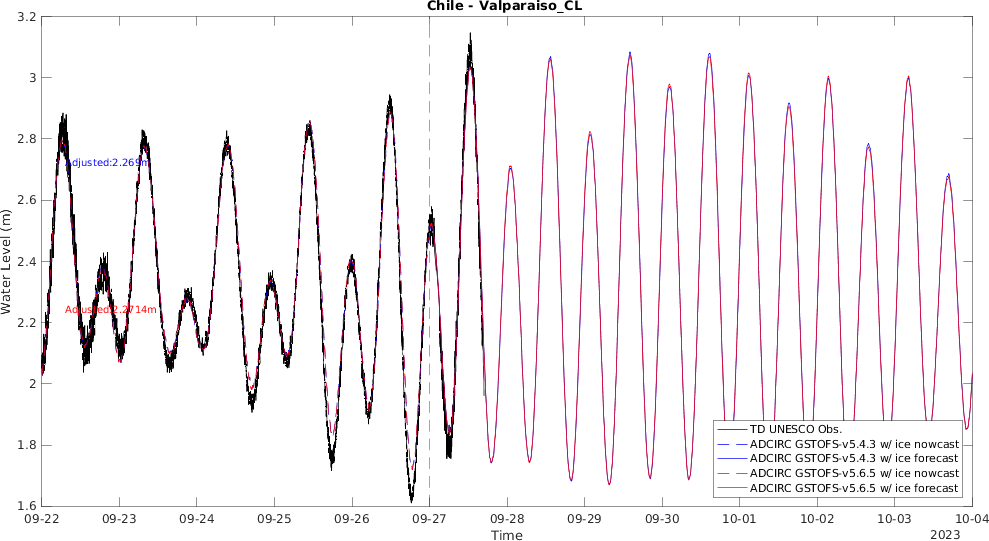 Chile - Valparaiso_CL
3.2
3
2.8
2.6
2.4
2.2
2
1.8
1.6
Water Level (m)
Adjusted:2.269m
Adjusted:2.2714m
TD UNESCO Obs.
ADCIRC GSTOFS-v5.4.3 w/ ice nowcast
ADCIRC GSTOFS-v5.4.3 w/ ice forecast
ADCIRC GSTOFS-v5.6.5 w/ ice nowcast
ADCIRC GSTOFS-v5.6.5 w/ ice forecast
09-22 09-23 09-24 09-25 09-26 09-27 09-28 09-29 09-30 10-01 10-02 10-03 10-04
Time
2023